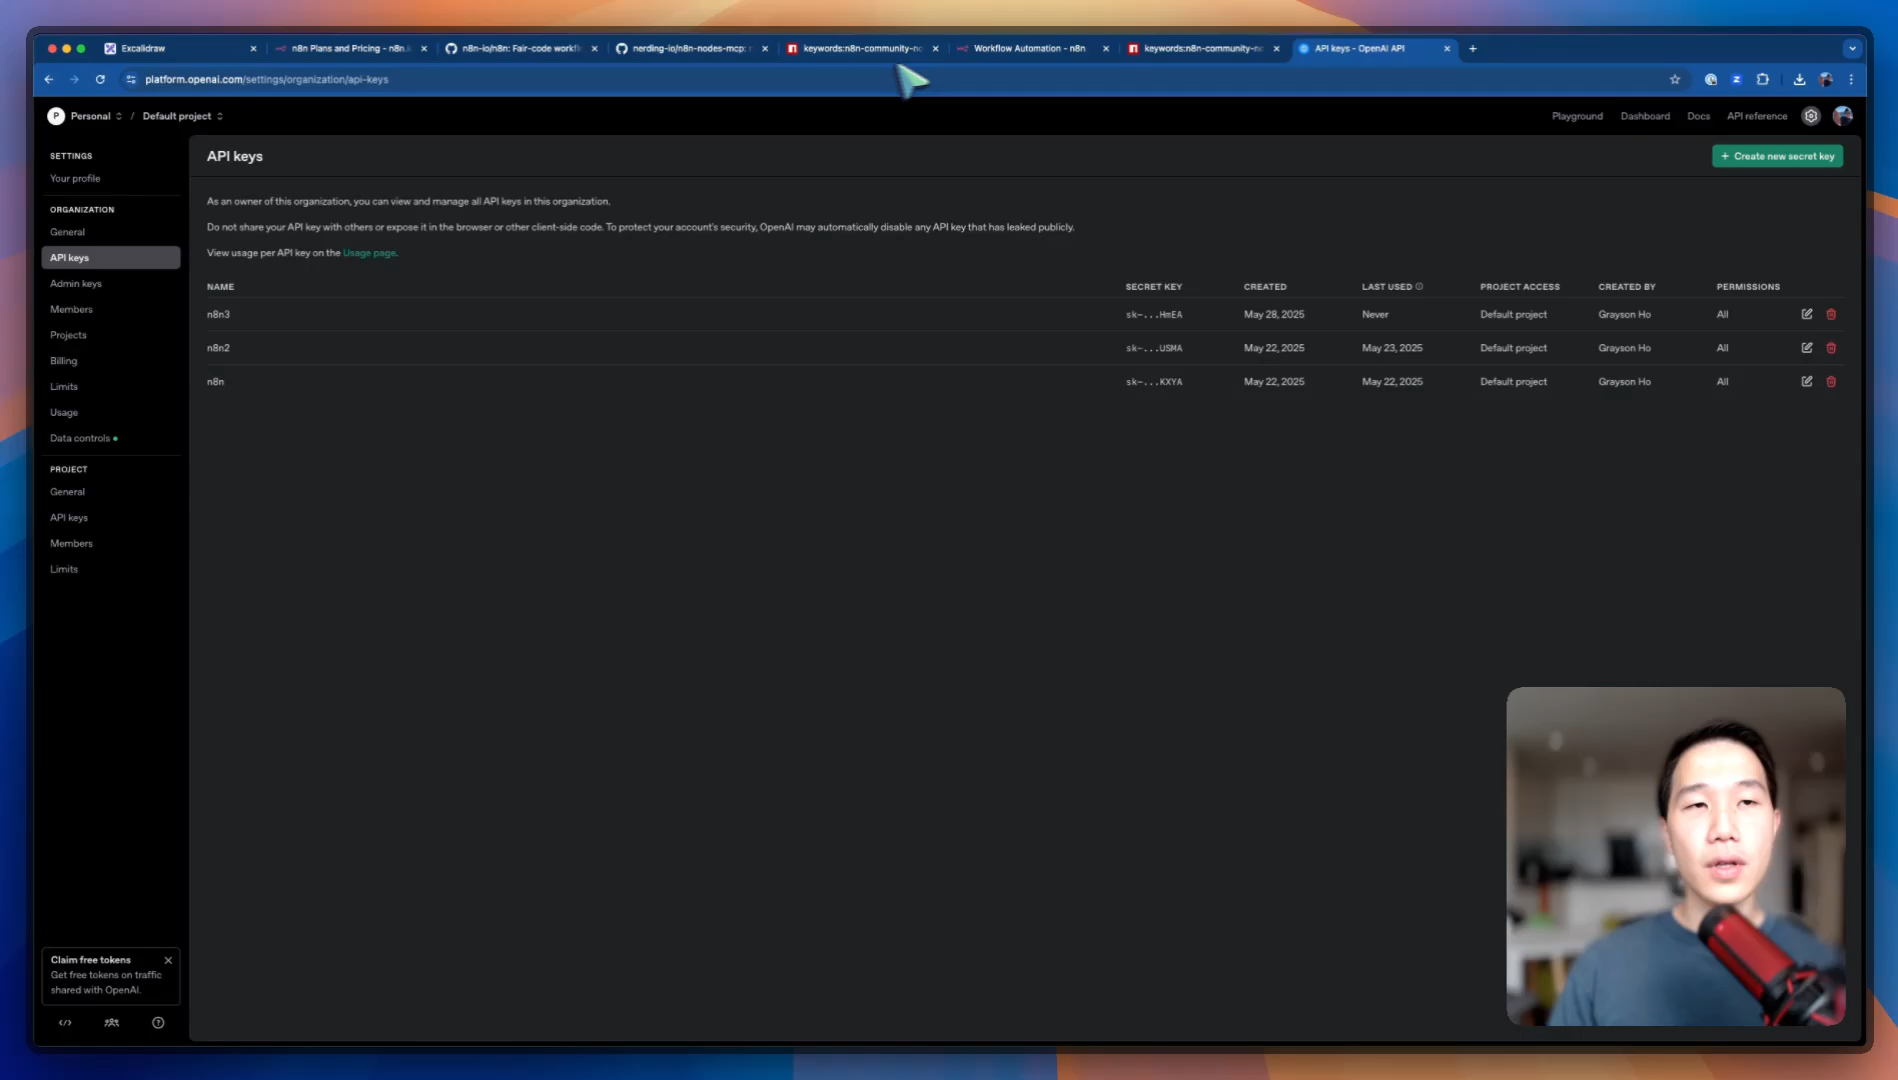 Excalidraw
n8n Plans and Pricing - n8n.
n8n-io/n8n: Fair-code workfl
nerding-io/n8n-nodes-mcp:
keywords:n8n-community-no
Workflow Automation - n8n
keywords:n8n-community-no
API keys - OpenAI API
platform.openai.com/settings/organization/api-keys
P Personal / Default project
Playground Dashboard Docs API reference
SETTINGS
Your profile
ORGANIZATION
General
API keys
Admin keys
Members
Projects
Billing
Limits
Usage
Data controls
PROJECT
General
API keys
Members
Limits
Claim free tokens
Get free tokens on traffic
shared with OpenAI.
API keys
+ Create new secret key
As an owner of this organization, you can view and manage all API keys in this organization.
Do not share your API key with others or expose it in the browser or other client-side code. To protect your account's security, OpenAI may automatically disable any API key that has leaked publicly.
View usage per API key on the Usage page.
NAME SECRET KEY CREATED LAST USED PROJECT ACCESS CREATED BY PERMISSIONS
n8n3 sk-...HmEA May 28, 2025 Never Default project Grayson Ho All
n8n2 sk-...USMA May 22, 2025 May 23, 2025 Default project Grayson Ho All
n8n sk-...KXYA May 22, 2025 May 22, 2025 Default project Grayson Ho All